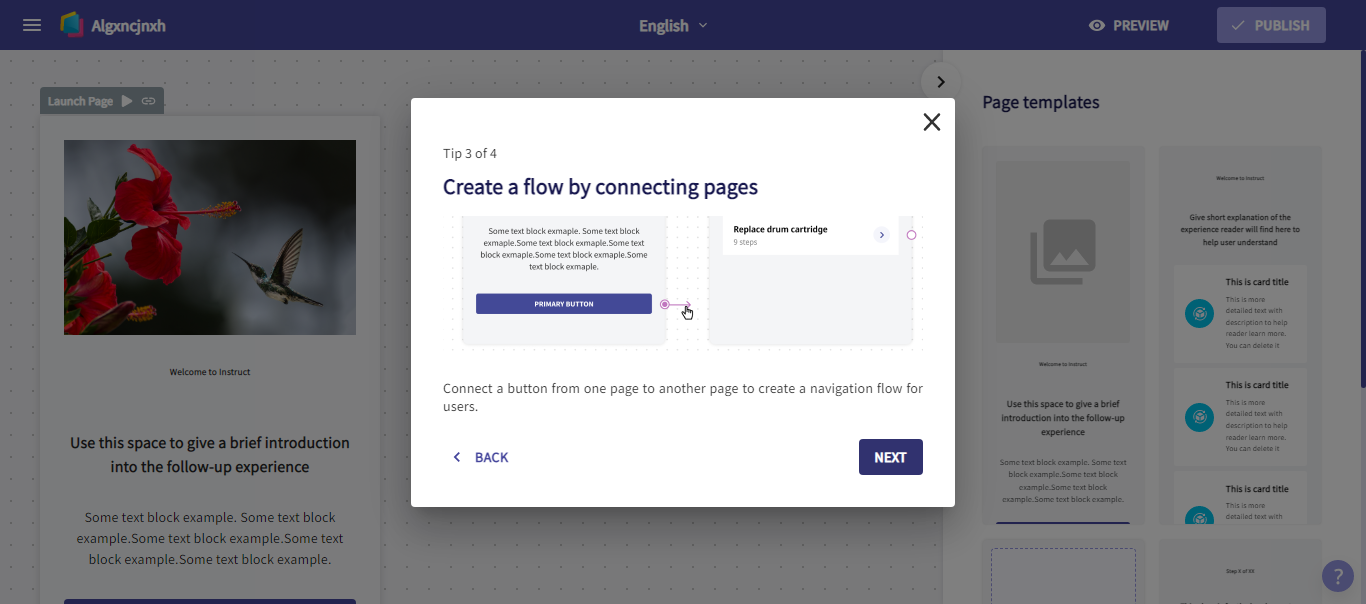 Algxncjnxh
English
PREVIEW
PUBLISH
Launch Page
Welcome to Instruct
Use this space to give a brief introduction
into the follow-up experience
Some text block example. Some text block
example.Some text block example.Some text
block example.Some text block example.
Tip 3 of 4
Create a flow by connecting pages
Some text block exmaple. Some text block
exmaple.Some text block exmaple.Some text
block exmaple.Some text block exmaple.Some
text block exmaple.
PRIMARY BUTTON
Replace drum cartridge
9 steps
Connect a button from one page to another page to create a navigation flow for
users.
BACK
NEXT
Page templates
Welcome to Instruct
Use this space to give a brief
introduction into the follow-up
experience
Some text block example. Some text
block example.Some text block
example.Some text block
example.Some text block example.
Welcome to Instruct
Give short explanation of the
experience reader will find here to
help user understand
This is card title
This is more
detailed text with
description to help
reader learn more.
You can delete it
This is card title
This is more
detailed text with
description to help
reader learn more.
You can delete it
This is card title
This is more
detailed text with
Step X of XX
?